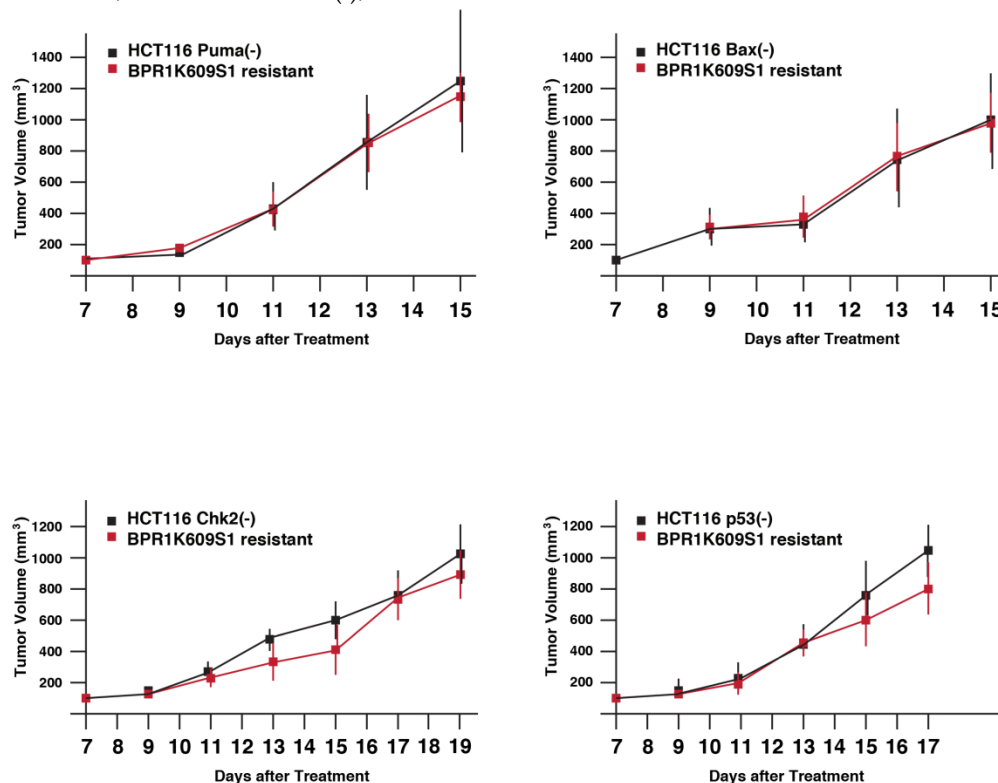 HCT116 Puma(-)
BPR1K609S1 resistant
Tumor Volume (mm3)
1400
1200
1000
800
600
400
200
7 8 9 10 11 12 13 14 15
Days after Treatment
HCT116 Bax(-)
BPR1K609S1 resistant
Tumor Volume (mm3)
1400
1200
1000
800
600
400
200
7 8 9 10 11 12 13 14 15
Days after Treatment
HCT116 Chk2(-)
BPR1K609S1 resistant
Tumor Volume (mm3)
1200
1000
800
600
400
200
7 8 9 10 11 12 13 14 15 16 17 18 19
Days after Treatment
HCT116 p53(-)
BPR1K609S1 resistant
Tumor Volume (mm3)
1200
1000
800
600
400
200
7 8 9 10 11 12 13 14 15 16 17
Days after Treatment